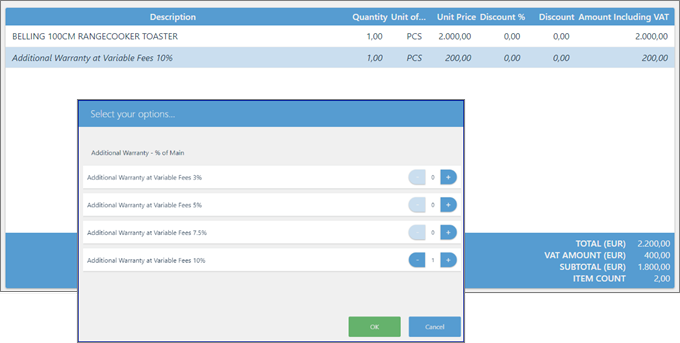 Description Quantity Unit of... Unit Price Discount % Discount Amount Including VAT
BELLING 100CM RANGECOOKER TOASTER 1,00 PCS 2.000,00 0,00 0,00 2.000,00
Additional Warranty at Variable Fees 10% 1,00 PCS 200,00 0,00 0,00 200,00
Select your options...
Additional Warranty - % of Main
Additional Warranty at Variable Fees 3% - 0 +
Additional Warranty at Variable Fees 5% - 0 +
Additional Warranty at Variable Fees 7.5% - 0 +
Additional Warranty at Variable Fees 10% - 1 +
OK Cancel
TOTAL (EUR) 2.200,00
VAT AMOUNT (EUR) 400,00
SUBTOTAL (EUR) 1.800,00
ITEM COUNT 2,00